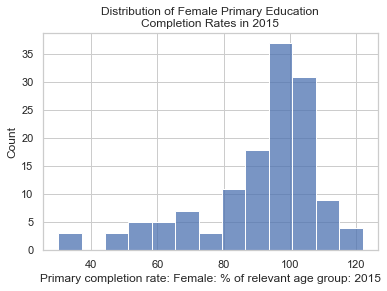 Distribution of Female Primary Education
Completion Rates in 2015
35
30
25
20
15
10
5
0
Count
40 60 80 100 120
Primary completion rate: Female: % of relevant age group: 2015